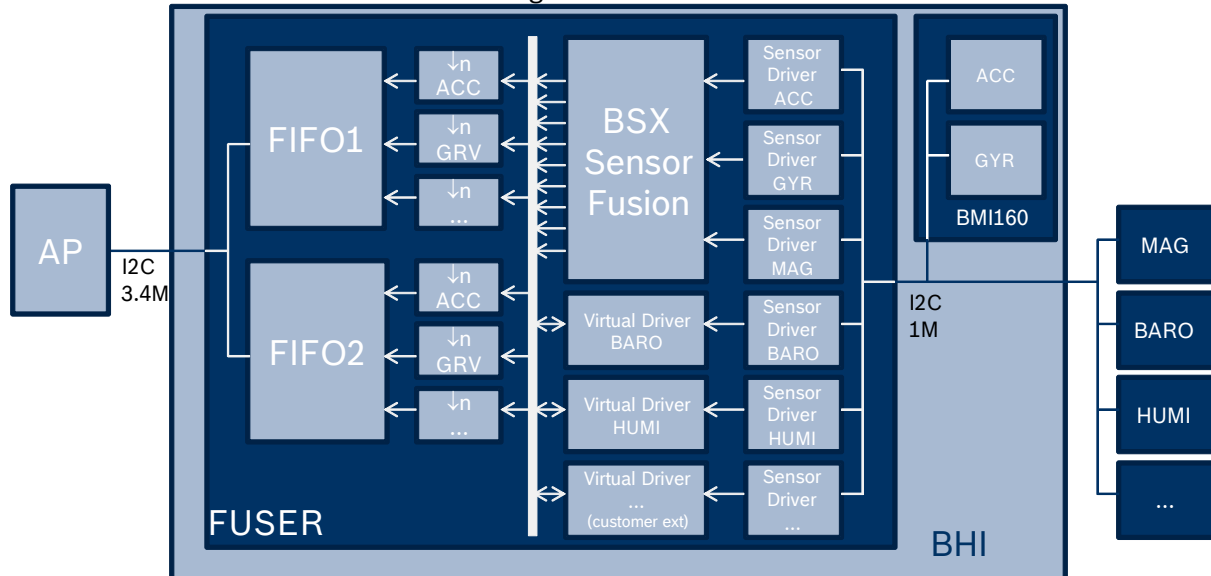 AP
I2C
3.4M
FIFO1
FIFO2
↓n
ACC
↓n
GRV
↓n
...
↓n
ACC
↓n
GRV
↓n
...
BSX
Sensor
Fusion
Virtual Driver
BARO
Virtual Driver
HUMI
Virtual Driver
...
(customer ext)
Sensor
Driver
ACC
Sensor
Driver
GYR
Sensor
Driver
MAG
Sensor
Driver
BARO
Sensor
Driver
HUMI
Sensor
Driver
...
FUSER
ACC
GYR
BMI160
I2C
1M
BHI
MAG
BARO
HUMI
...